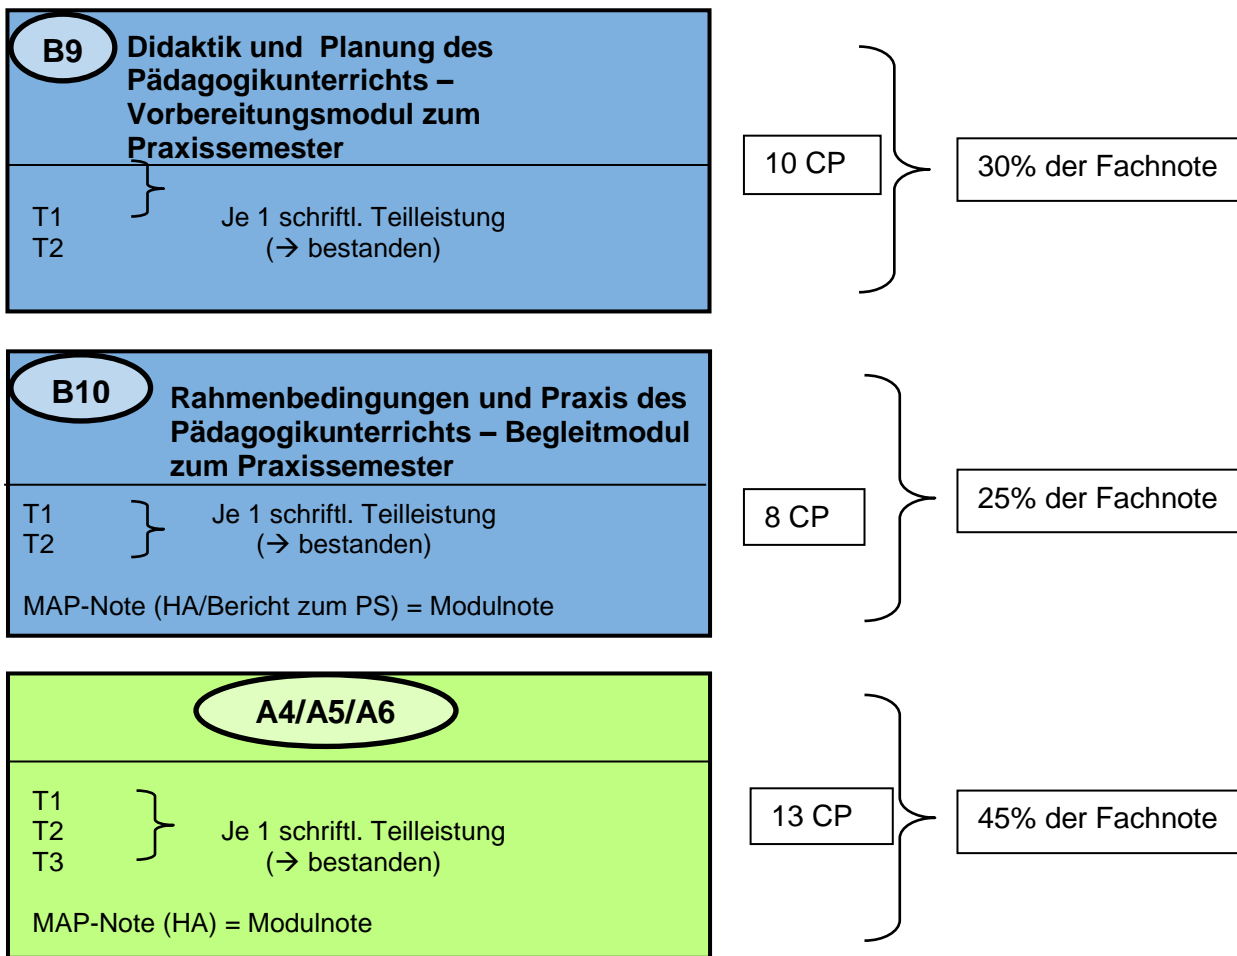 B9
Didaktik und Planung des
Pädagogikunterrichts –
Vorbereitungsmodul zum
Praxissemester
T1
T2
Je 1 schriftl. Teilleistung
(→ bestanden)
10 CP
30% der Fachnote
B10
Rahmenbedingungen und Praxis des
Pädagogikunterrichts – Begleitmodul
zum Praxissemester
T1
T2
Je 1 schriftl. Teilleistung
(→ bestanden)
MAP-Note (HA/Bericht zum PS) = Modulnote
8 CP
25% der Fachnote
A4/A5/A6
T1
T2
T3
Je 1 schriftl. Teilleistung
(→ bestanden)
MAP-Note (HA) = Modulnote
13 CP
45% der Fachnote